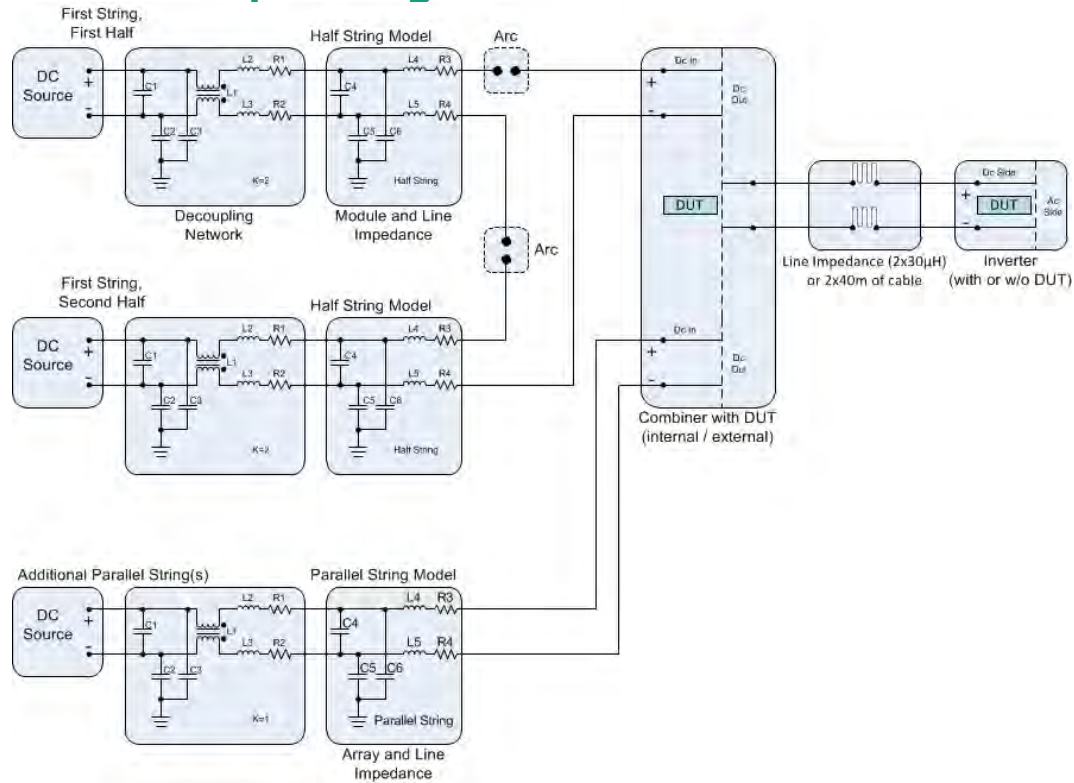 First String,
First Half
Half String Model
Arc
DC
Source
+
-
C1
C2
C3
L1
L2
R1
L3
R2
K=2
Decoupling
Network
C4
C5
C6
L4
R3
L5
R4
Half String
Module and Line
Impedance
Arc
First String,
Second Half
Half String Model
DC
Source
+
-
C1
C2
C3
L1
L2
R1
L3
R2
K=2
C4
C5
C6
L4
R3
L5
R4
Half String
Additional Parallel String(s)
Parallel String Model
DC
Source
+
-
C1
C2
C3
L1
L2
R1
L3
R2
K=1
C4
C5 C6
L4 R3
L5 R4
Parallel String
Array and Line
Impedance
Dc In
+
-
Dc
Out
DUT
Dc In
+
-
Dc
Out
Combiner with DUT
(internal / external)
Line Impedance (2x30µH)
or 2x40m of cable
Dc Side
+
-
DUT
Ac
Side
Inverter
(with or w/o DUT)